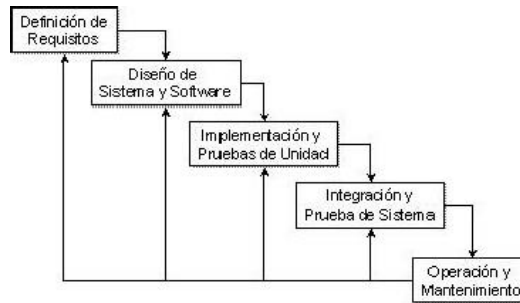 Definición de
Requisitos
Diseño de
Sistema y Software
Implementación y
Pruebas de Unidad
Integración y
Prueba de Sistema
Operación y
Mantenimiento